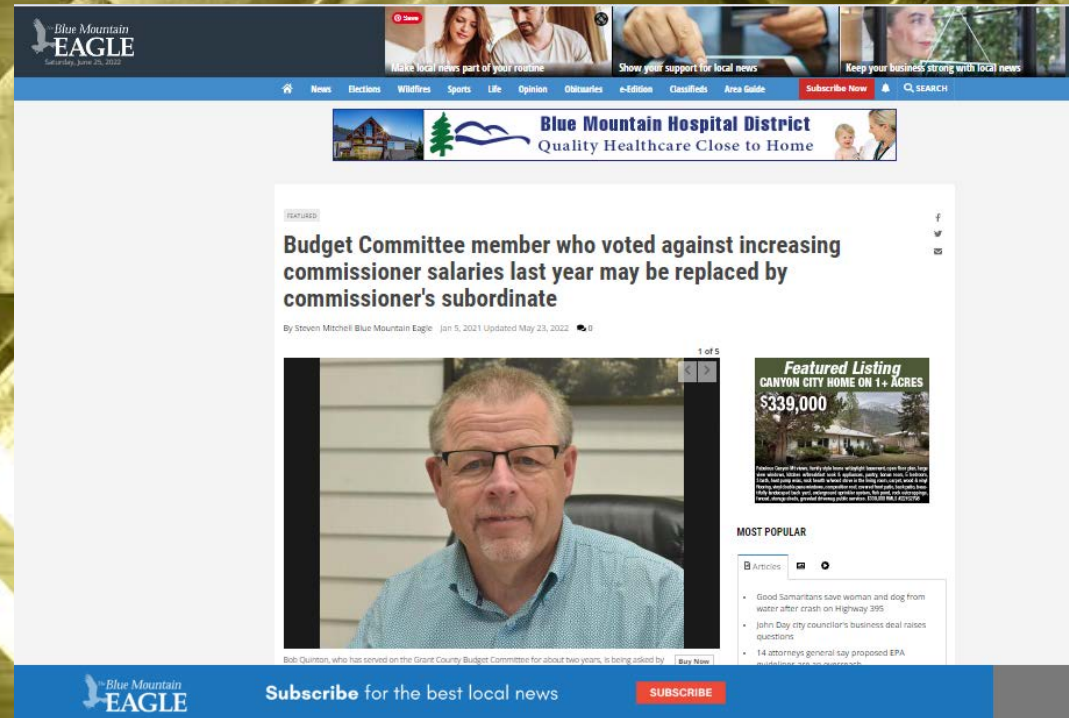 The Blue Mountain
EAGLE
Saturday, June 25, 2022
Save
Make local news part of your routine
Show your support for local news
Keep your business strong with local news
News Elections Wildfires Sports Life Opinion Obituaries e-Edition Classifieds Area Guide Subscribe Now SEARCH
Blue Mountain Hospital District
Quality Healthcare Close to Home
FEATURED
Budget Committee member who voted against increasing
commissioner salaries last year may be replaced by
commissioner's subordinate
By Steven Mitchell Blue Mountain Eagle Jan 5, 2021 Updated May 23, 2022 0
1 of 5
Bob Quinton, who has served on the Grant County Budget Committee for about two years, is being asked by
Buy Now
Featured Listing
CANYON CITY HOME ON 1+ ACRES
$339,000
MOST POPULAR
Articles
Good Samaritans save woman and dog from
water after crash on Highway 395
John Day city councilor's business deal raises
questions
14 attorneys general say proposed EPA
guidelines are an overreach
The Blue Mountain
EAGLE
Subscribe for the best local news
SUBSCRIBE